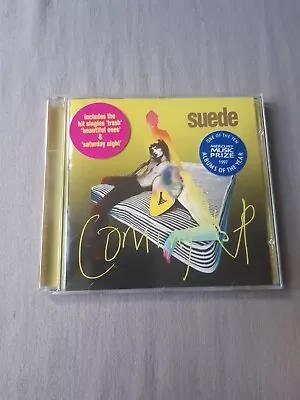 includes the
hit singles 'trash'
'beautiful ones'
&
'saturday night'
suede
ONE OF THE TEN
MERCURY
MUSIC
PRIZE
1997
ALBUMS OF THE YEAR
Coming Up